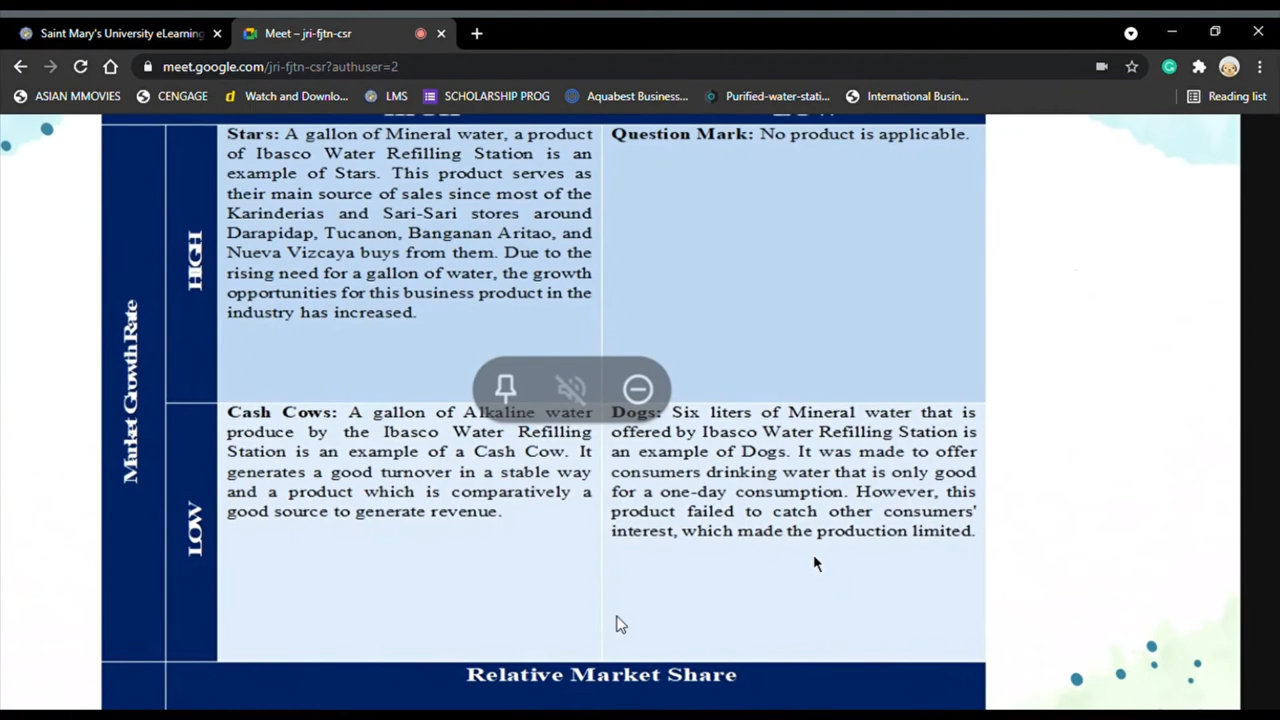 Saint Mary's University eLearning
Meet – jri-fjtn-csr
meet.google.com/jri-fjtn-csr?authuser=2
ASIAN MMOVIES
CENGAGE
Watch and Downlo...
LMS
SCHOLARSHIP PROG
Aquabest Business...
Purified-water-stati...
International Busin...
Reading list
Market Growth Rate
HIGH
Stars: A gallon of Mineral water, a product
of Ibasco Water Refilling Station is an
example of Stars. This product serves as
their main source of sales since most of the
Karinderias and Sari-Sari stores around
Darapidap, Tucanon, Banganan Aritao, and
Nueva Vizcaya buys from them. Due to the
rising need for a gallon of water, the growth
opportunities for this business product in the
industry has increased.
Question Mark: No product is applicable.
LOW
Cash Cows: A gallon of Alkaline water
produce by the Ibasco Water Refilling
Station is an example of a Cash Cow. It
generates a good turnover in a stable way
and a product which is comparatively a
good source to generate revenue.
Dogs: Six liters of Mineral water that is
offered by Ibasco Water Refilling Station is
an example of Dogs. It was made to offer
consumers drinking water that is only good
for a one-day consumption. However, this
product failed to catch other consumers'
interest, which made the production limited.
Relative Market Share